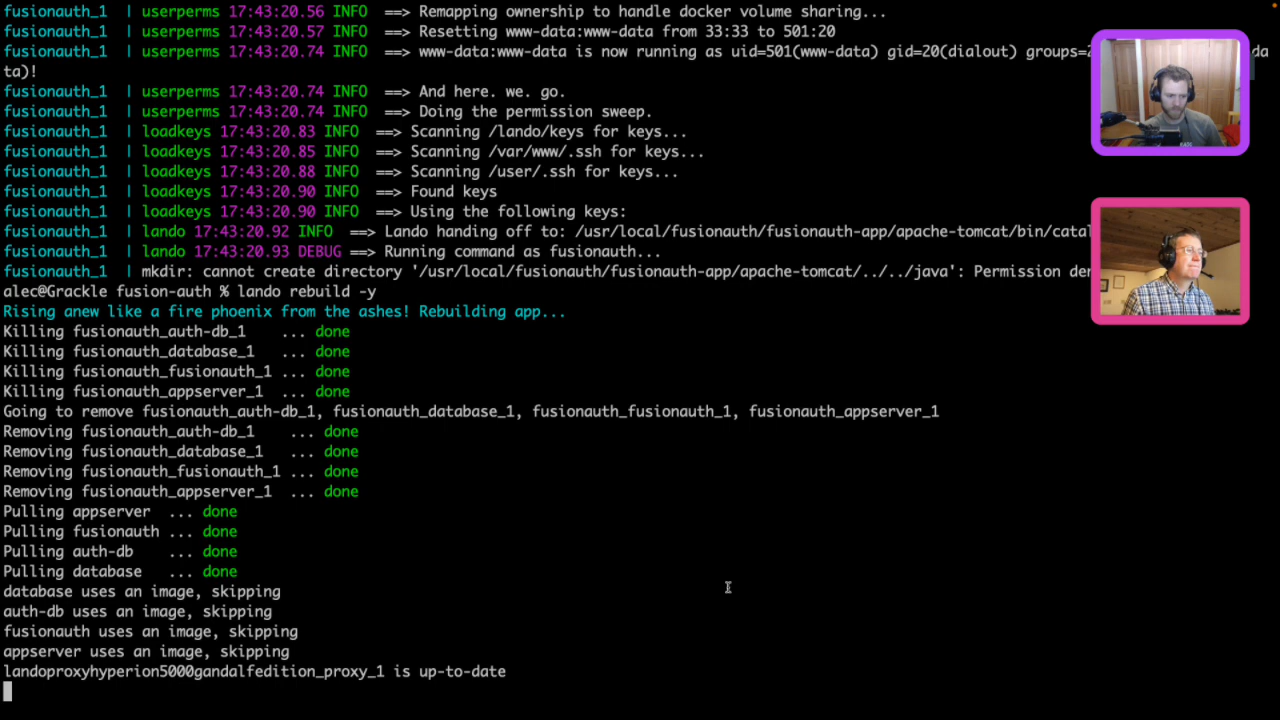 fusionauth_1  | userperms 17:43:20.56 INFO  ==> Remapping ownership to handle docker volume sharing...
fusionauth_1  | userperms 17:43:20.57 INFO  ==> Resetting www-data:www-data from 33:33 to 501:20
fusionauth_1  | userperms 17:43:20.74 INFO  ==> www-data:www-data is now running as uid=501(www-data) gid=20(dialout) groups=
ta)!
fusionauth_1  | userperms 17:43:20.74 INFO  ==> And here. we. go.
fusionauth_1  | userperms 17:43:20.74 INFO  ==> Doing the permission sweep.
fusionauth_1  | loadkeys 17:43:20.83 INFO  ==> Scanning /lando/keys for keys...
fusionauth_1  | loadkeys 17:43:20.85 INFO  ==> Scanning /var/www/.ssh for keys...
fusionauth_1  | loadkeys 17:43:20.88 INFO  ==> Scanning /user/.ssh for keys...
fusionauth_1  | loadkeys 17:43:20.90 INFO  ==> Found keys
fusionauth_1  | loadkeys 17:43:20.90 INFO  ==> Using the following keys:
fusionauth_1  | lando 17:43:20.92 INFO  ==> Lando handing off to: /usr/local/fusionauth/fusionauth-app/apache-tomcat/bin/catal
fusionauth_1  | lando 17:43:20.93 DEBUG ==> Running command as fusionauth...
fusionauth_1  | mkdir: cannot create directory '/usr/local/fusionauth/fusionauth-app/apache-tomcat/../../java': Permission den
alec@Grackle fusion-auth % lando rebuild -y
Rising anew like a fire phoenix from the ashes! Rebuilding app...
Killing fusionauth_auth-db_1    ... done
Killing fusionauth_database_1   ... done
Killing fusionauth_fusionauth_1 ... done
Killing fusionauth_appserver_1  ... done
Going to remove fusionauth_auth-db_1, fusionauth_database_1, fusionauth_fusionauth_1, fusionauth_appserver_1
Removing fusionauth_auth-db_1    ... done
Removing fusionauth_database_1   ... done
Removing fusionauth_fusionauth_1 ... done
Removing fusionauth_appserver_1  ... done
Pulling appserver  ... done
Pulling fusionauth ... done
Pulling auth-db    ... done
Pulling database   ... done
database uses an image, skipping
auth-db uses an image, skipping
fusionauth uses an image, skipping
appserver uses an image, skipping
landoproxyhyperion5000gandalfedition_proxy_1 is up-to-date